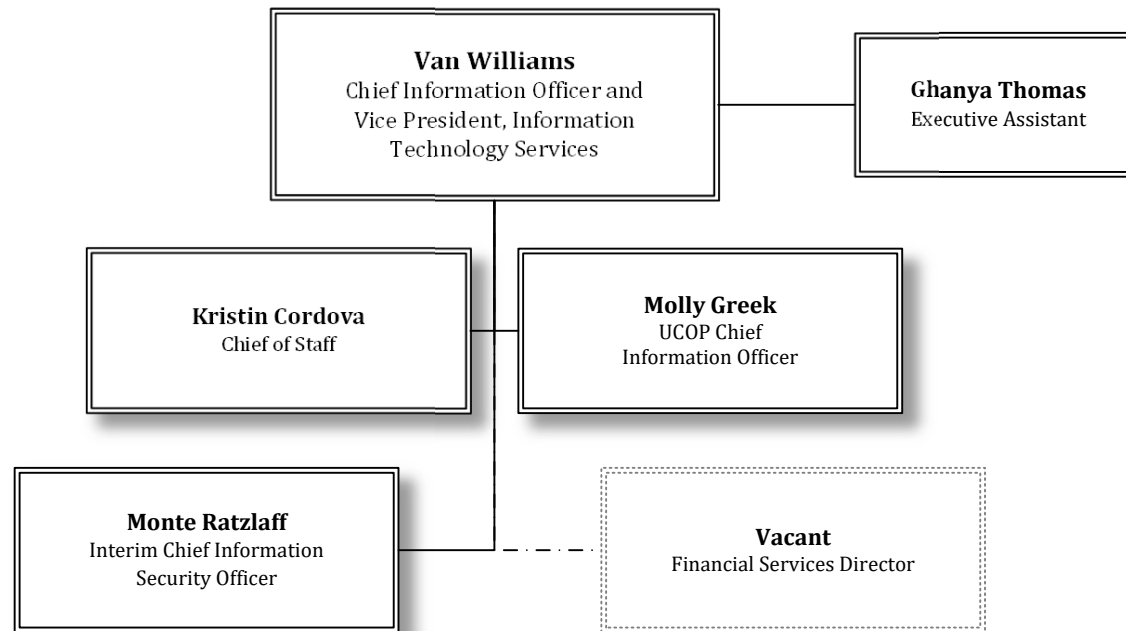 Van Williams
Chief Information Officer and
Vice President, Information
Technology Services
Ghanya Thomas
Executive Assistant
Kristin Cordova
Chief of Staff
Molly Greek
UCOP Chief
Information Officer
Monte Ratzlaff
Interim Chief Information
Security Officer
Vacant
Financial Services Director